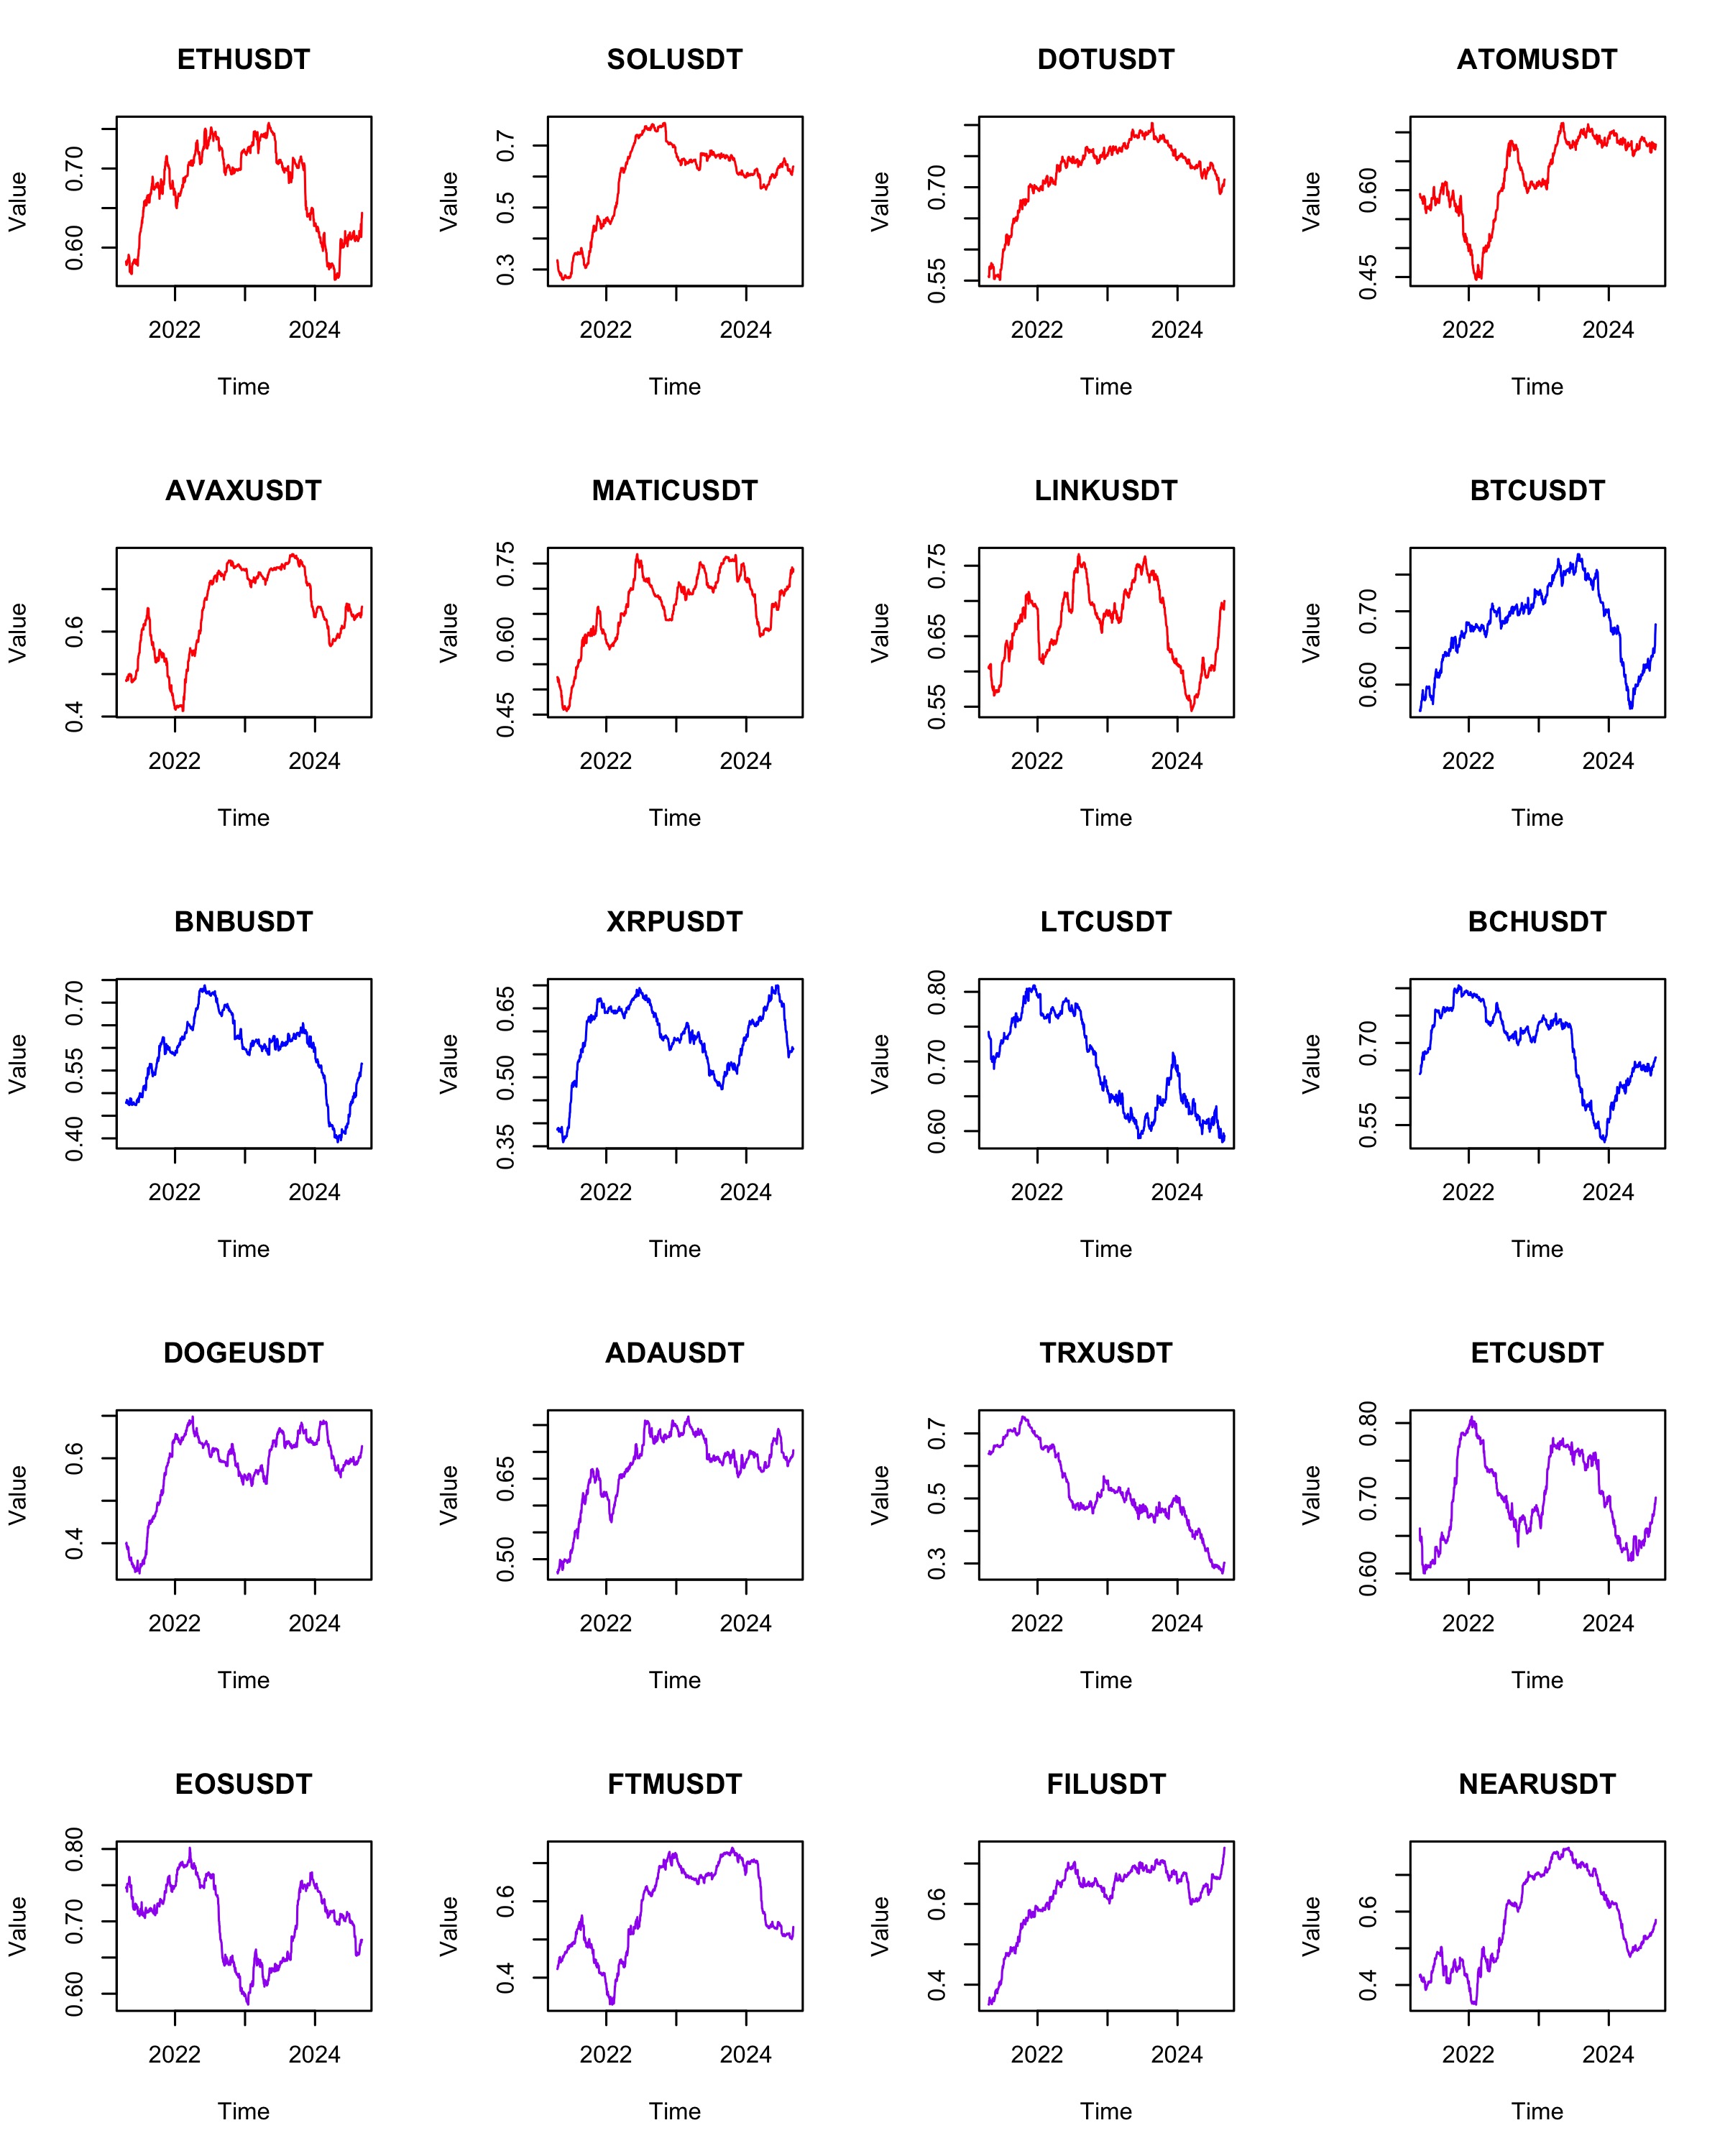 ETHUSDT SOLUSDT DOTUSDT ATOMUSDT
Value 0.60 0.70 Value 0.3 0.5 0.7 Value 0.55 0.70 Value 0.45 0.60
2022 2024 2022 2024 2022 2024 2022 2024
Time Time Time Time
AVAXUSDT MATICUSDT LINKUSDT BTCUSDT
Value 0.4 0.6 Value 0.45 0.60 0.75 Value 0.55 0.65 0.75 Value 0.60 0.70
2022 2024 2022 2024 2022 2024 2022 2024
Time Time Time Time
BNBUSDT XRPUSDT LTCUSDT BCHUSDT
Value 0.40 0.55 0.70 Value 0.35 0.50 0.65 Value 0.60 0.70 0.80 Value 0.55 0.70
2022 2024 2022 2024 2022 2024 2022 2024
Time Time Time Time
DOGEUSDT ADAUSDT TRXUSDT ETCUSDT
Value 0.4 0.6 Value 0.50 0.65 Value 0.3 0.5 0.7 Value 0.60 0.70 0.80
2022 2024 2022 2024 2022 2024 2022 2024
Time Time Time Time
EOSUSDT FTMUSDT FILUSDT NEARUSDT
Value 0.60 0.70 0.80 Value 0.4 0.6 Value 0.4 0.6 Value 0.4 0.6
2022 2024 2022 2024 2022 2024 2022 2024
Time Time Time Time